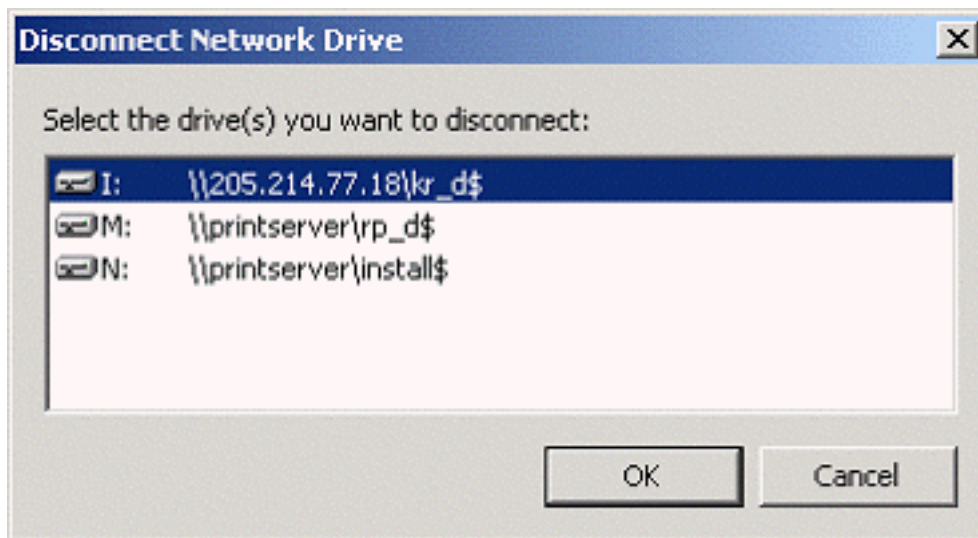 Disconnect Network Drive
Select the drive(s) you want to disconnect:
I: \\205.214.77.18\kr_d$
M: \\printserver\rp_d$
N: \\printserver\install$
OK Cancel